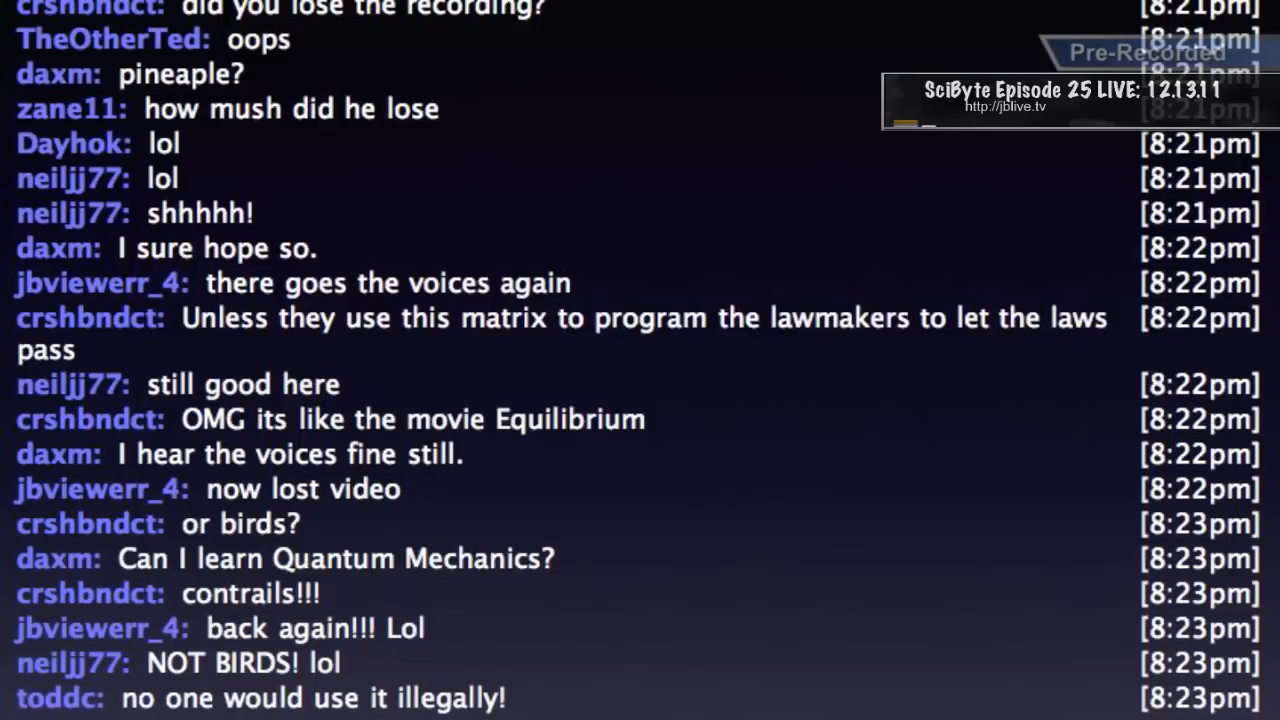 crshbndct: did you lose the recording? [8:21pm]
TheOtherTed: oops [8:21pm]
Pre-Recorded
daxm: pineaple? [8:21pm]
SciByte Episode 25 LIVE: 12.13.11
http://jblive.tv
zane11: how mush did he lose [8:21pm]
Dayhok: lol [8:21pm]
neiljj77: lol [8:21pm]
neiljj77: shhhhh! [8:21pm]
daxm: I sure hope so. [8:22pm]
jbviewerr_4: there goes the voices again [8:22pm]
crshbndct: Unless they use this matrix to program the lawmakers to let the laws [8:22pm]
pass
neiljj77: still good here [8:22pm]
crshbndct: OMG its like the movie Equilibrium [8:22pm]
daxm: I hear the voices fine still. [8:22pm]
jbviewerr_4: now lost video [8:22pm]
crshbndct: or birds? [8:23pm]
daxm: Can I learn Quantum Mechanics? [8:23pm]
crshbndct: contrails!!! [8:23pm]
jbviewerr_4: back again!!! Lol [8:23pm]
neiljj77: NOT BIRDS! lol [8:23pm]
toddc: no one would use it illegally! [8:23pm]